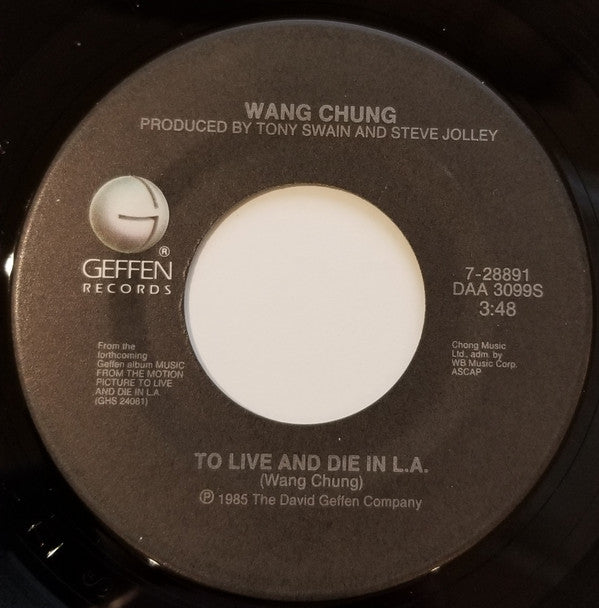 WANG CHUNG
PRODUCED BY TONY SWAIN AND STEVE JOLLEY
G
®
GEFFEN
RECORDS
7-28891
DAA 3099S
3:48
From the
forthcoming
Geffen album MUSIC
FROM THE MOTION
PICTURE TO LIVE
AND DIE IN L.A.
(GHS 24081)
Chong Music
Ltd., adm. by
WB Music Corp.
ASCAP
TO LIVE AND DIE IN L.A.
(Wang Chung)
℗ 1985 The David Geffen Company